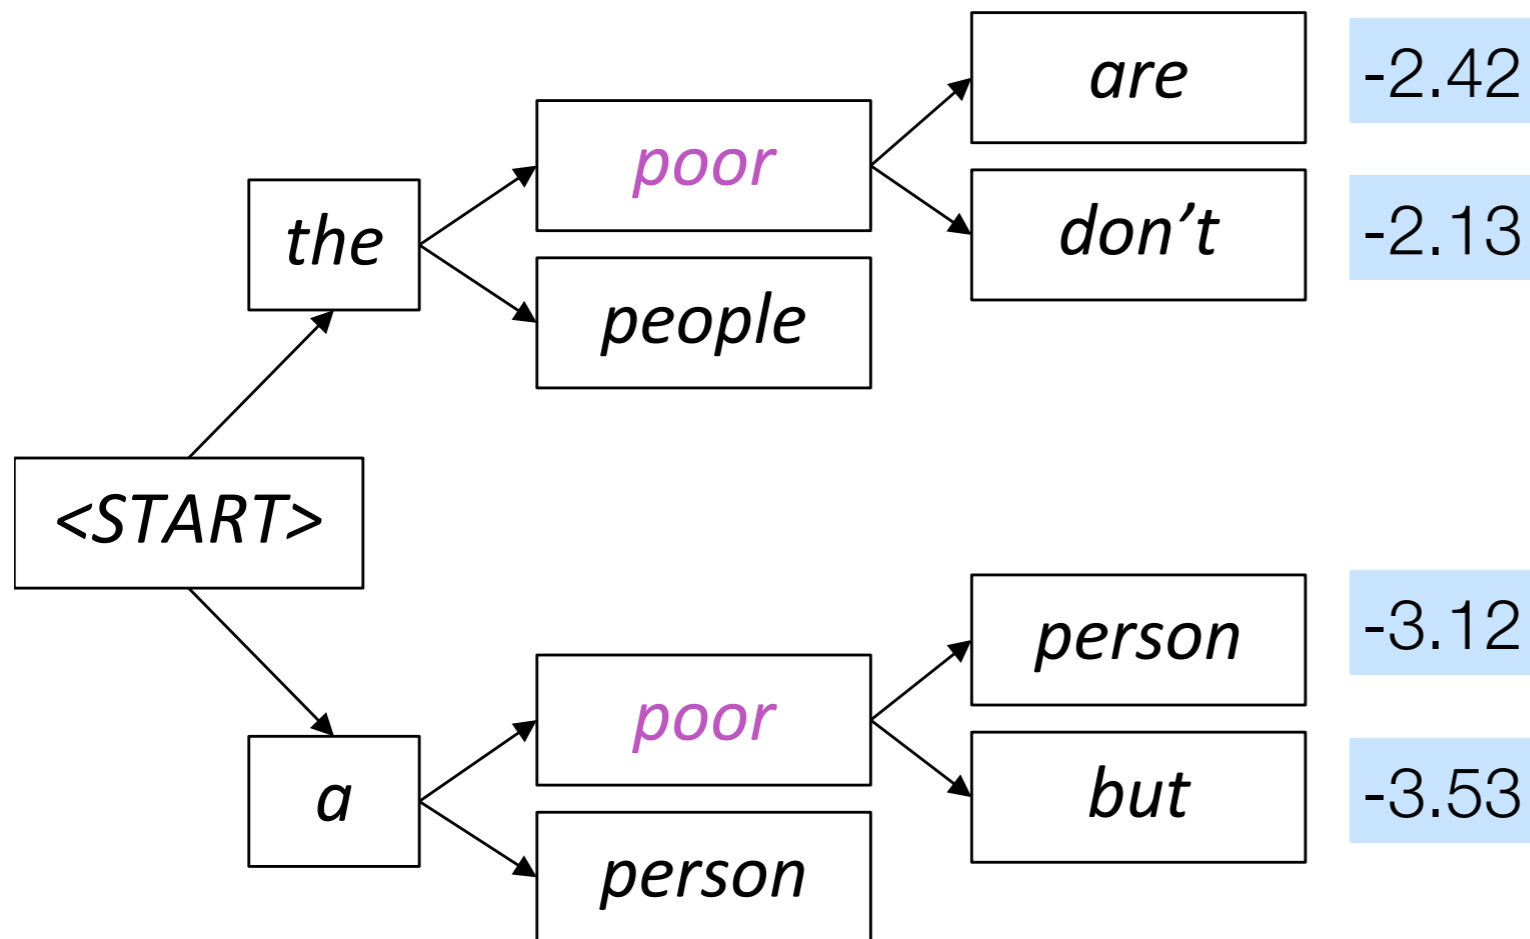 are
-2.42
poor
the
don’t
-2.13
people
<START>
person
-3.12
poor
a
but
-3.53
person